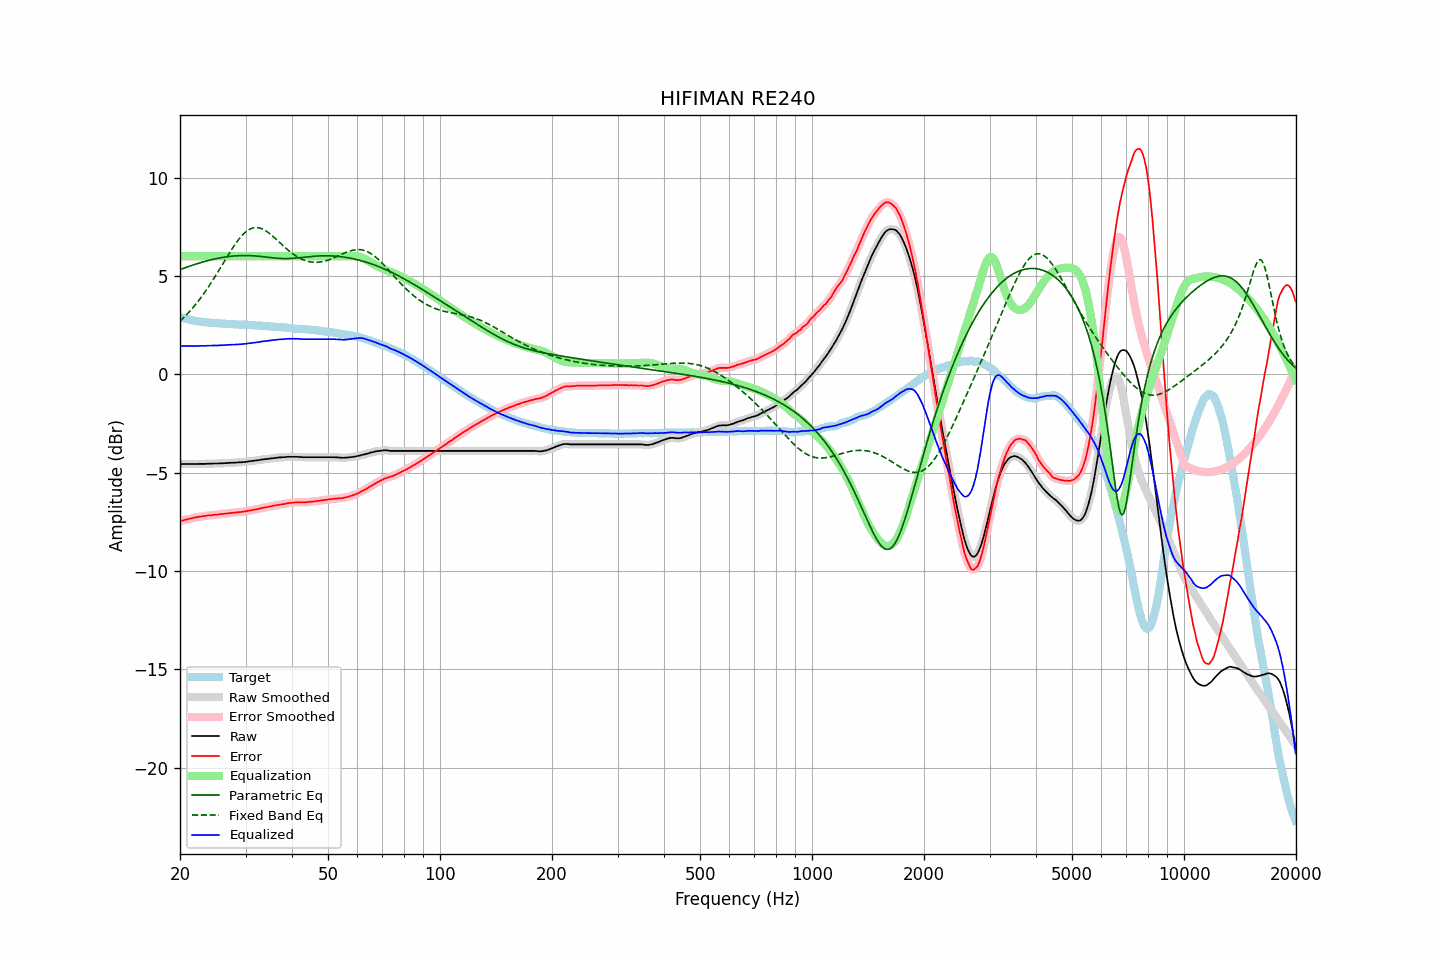 HIFIMAN RE240
Amplitude (dBr)
10
5
0
−5
−10
−15
−20
Target
Raw Smoothed
Error Smoothed
Raw
Error
Equalization
Parametric Eq
Fixed Band Eq
Equalized
20
50
100
200
500
1000
2000
5000
10000
20000
Frequency (Hz)